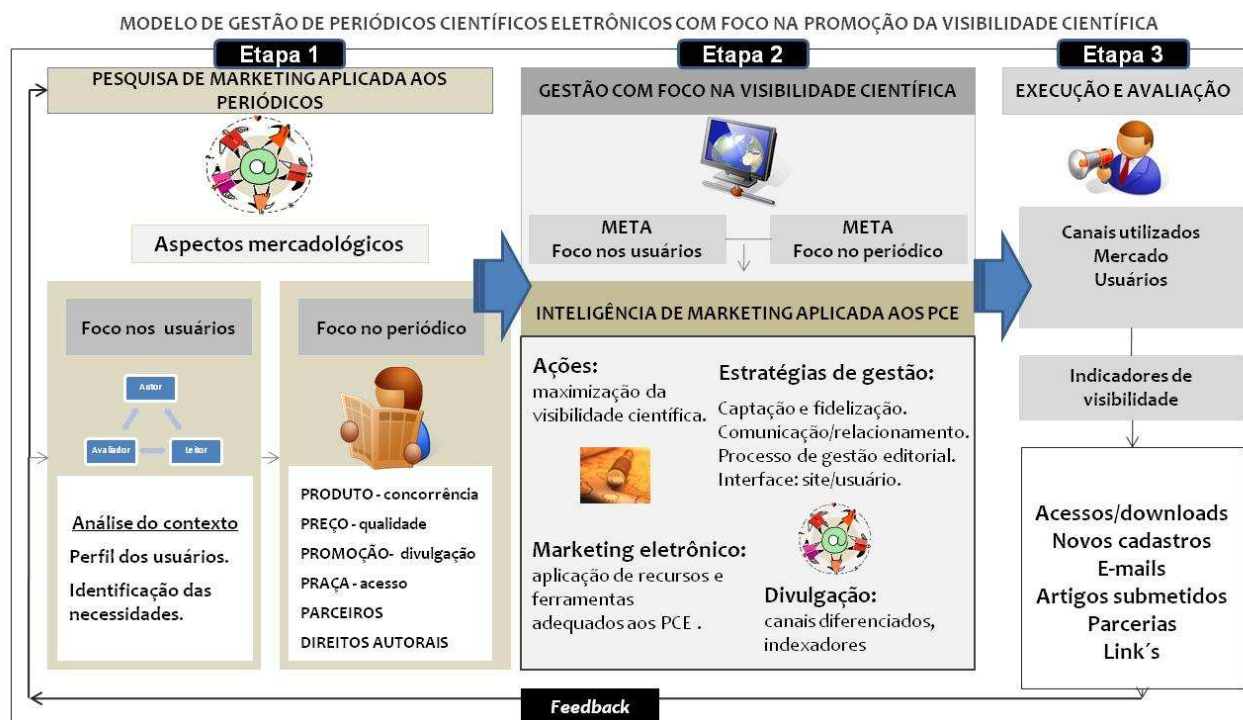 MODELO DE GESTÃO DE PERIÓDICOS CIENTÍFICOS ELETRÔNICOS COM FOCO NA PROMOÇÃO DA VISIBILIDADE CIENTÍFICA
Etapa 1
PESQUISA DE MARKETING APLICADA AOS
PERIÓDICOS
Aspectos mercadológicos
Foco nos usuários
Autor
Avaliador
Leitor
Análise do contexto
Perfil dos usuários.
Identificação das
necessidades.
Foco no periódico
PRODUTO - concorrência
PREÇO - qualidade
PROMOÇÃO- divulgação
PRAÇA - acesso
PARCEIROS
DIREITOS AUTORAIS
Etapa 2
GESTÃO COM FOCO NA VISIBILIDADE CIENTÍFICA
META
Foco nos usuários
META
Foco no periódico
INTELIGÊNCIA DE MARKETING APLICADA AOS PCE
Ações:
maximização da
visibilidade científica.
Estratégias de gestão:
Captação e fidelização.
Comunicação/relacionamento.
Processo de gestão editorial.
Interface: site/usuário.
Marketing eletrônico:
aplicação de recursos e
ferramentas
adequados aos PCE .
@
Divulgação:
canais diferenciados,
indexadores
Etapa 3
EXECUÇÃO E AVALIAÇÃO
Canais utilizados
Mercado
Usuários
Indicadores de
visibilidade
Acessos/downloads
Novos cadastros
E-mails
Artigos submetidos
Parcerias
Link´s
Feedback